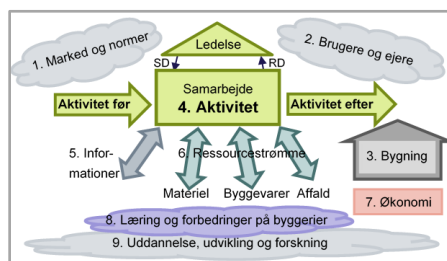 Ledelse
1. Marked og normer
2. Brugere og ejere
SD
RD
Samarbejde
Aktivitet før
4. Aktivitet
Aktivitet efter
5. Infor-
mationer
6. Ressourcestrømme
3. Bygning
Materiel
Byggevarer
Affald
7. Økonomi
8. Læring og forbedringer på byggerier
9. Uddannelse, udvikling og forskning